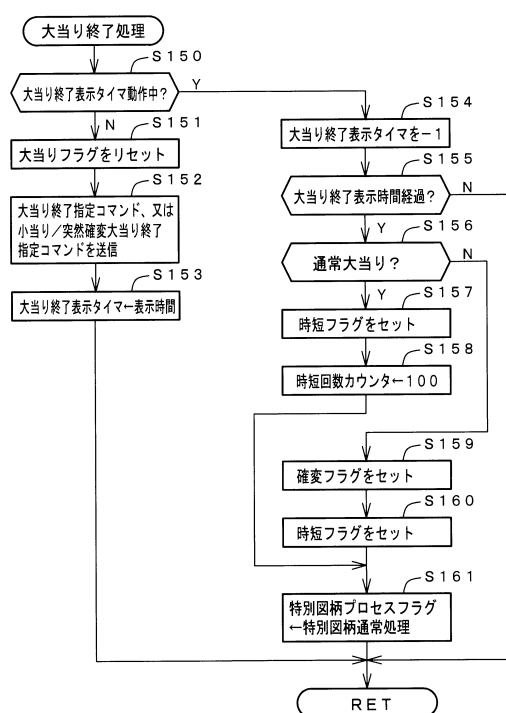 大当り終了処理
S150
大当り終了表示タイマ動作中?
Y
N
S151
大当りフラグをリセット
S152
大当り終了指定コマンド、又は
小当り/突然確変大当り終了
指定コマンドを送信
S153
大当り終了表示タイマ←表示時間
S154
大当り終了表示タイマを−1
S155
大当り終了表示時間経過?
N
Y
S156
通常大当り?
N
Y
S157
時短フラグをセット
S158
時短回数カウンタ←100
S159
確変フラグをセット
S160
時短フラグをセット
S161
特別図柄プロセスフラグ
←特別図柄通常処理
RET